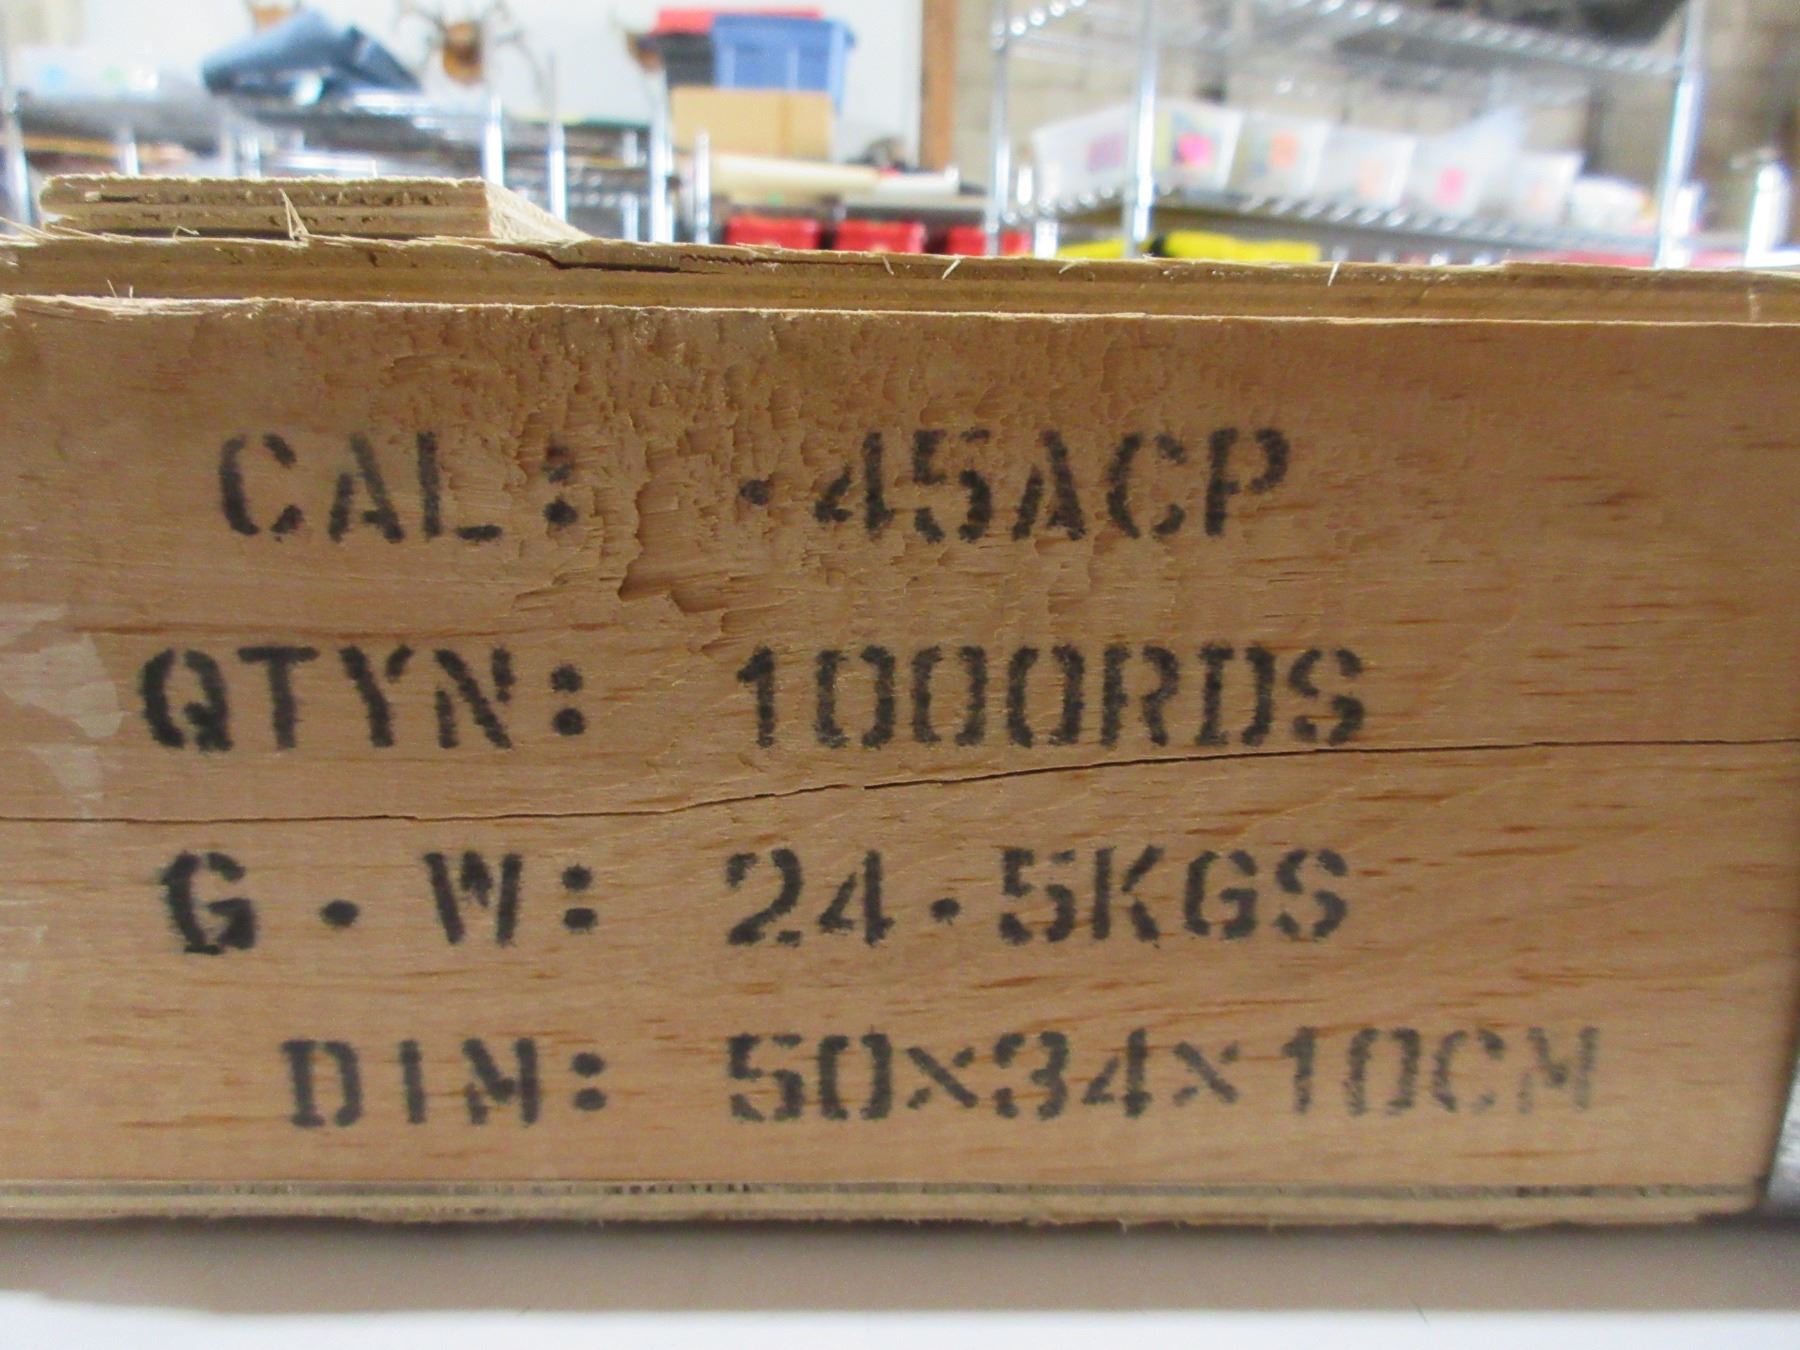 CAL: .45ACP
QTYN: 1000RDS
G.W: 24.5KGS
DIM: 50x34x10CM